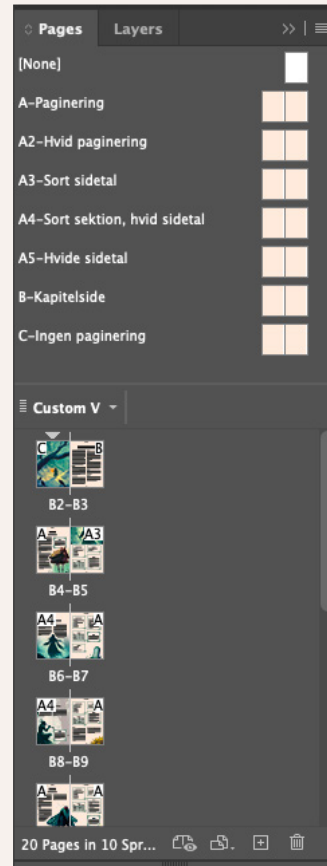 Pages Layers
[None]
A-Paginering
A2-Hvid paginering
A3-Sort sidetal
A4-Sort sektion, hvid sidetal
A5-Hvide sidetal
B-Kapitelside
C-Ingen paginering
Custom V
C B
B2-B3
A A3
B4-B5
A4 A
B6-B7
A4 A
B8-B9
A A
20 Pages in 10 Spr...